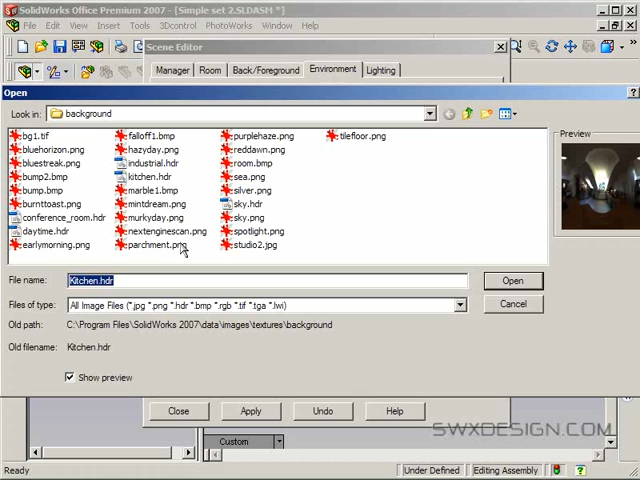 SolidWorks Office Premium 2007 - [Simple set 2.SLDASM]
File Edit View Insert Tools 3Dcontrol PhotoWorks Window Help
Scene Editor
Manager Room Back/Foreground Environment Lighting
Open
Look in: background
bg1.tif
bluehorizon.png
bluestreak.png
bump2.bmp
bump.bmp
burnttoast.png
conference_room.hdr
daytime.hdr
earlymorning.png
falloff1.bmp
hazyday.png
industrial.hdr
kitchen.hdr
marble1.bmp
mintdream.png
murkyday.png
nextenginescan.png
parchment.png
purplehaze.png
reddawn.png
room.bmp
sea.png
silver.png
sky.hdr
sky.png
spotlight.png
studio2.jpg
tilefloor.png
Preview
File name: Kitchen.hdr Open
Files of type: All Image Files (*.jpg *.png *.hdr *.bmp *.rgb *.tif *.tga *.lwi) Cancel
Old path: C:\Program Files\SolidWorks 2007\data\images\textures\background
Old filename: Kitchen.hdr
Show preview
Close Apply Undo Help
SWXDESIGN.COM
Custom
Ready Under Defined Editing Assembly